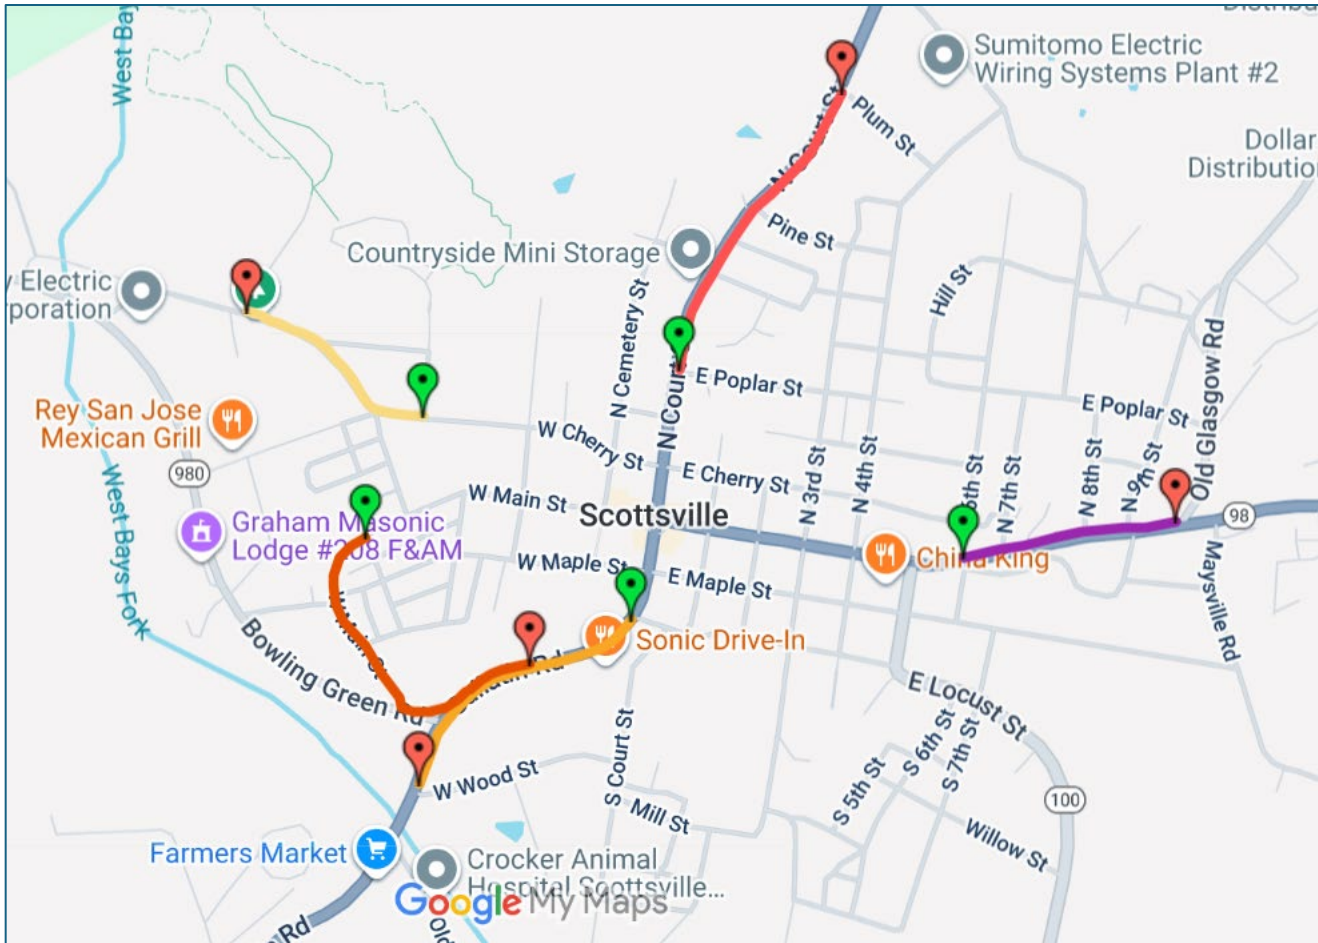 West Bay
Sumitomo Electric
Wiring Systems Plant #2
N Court St
Plum St
Dollar
Distributio
Pine St
Countryside Mini Storage
y Electric
poration
N Cemetery St
Hill St
Old Glasgow Rd
N Court
E Poplar St
E Poplar St
Rey San Jose
Mexican Grill
W Cherry St
E Cherry St
N 3rd St
N 4th St
N 7th St
N 8th St
980
West Bays Fork
W Main St
Scottsville
98
Graham Masonic
Lodge #208 F&AM
China King
W Maple St
E Maple St
Maysville Rd
W Main St
Sonic Drive-In
Bowling Green Rd
E Locust St
S Court St
S 6th St
S 7th St
W Wood St
S 5th St
100
Mill St
Willow St
Farmers Market
Crocker Animal
Hospital Scottsville...
Google My Maps
Rd
Old